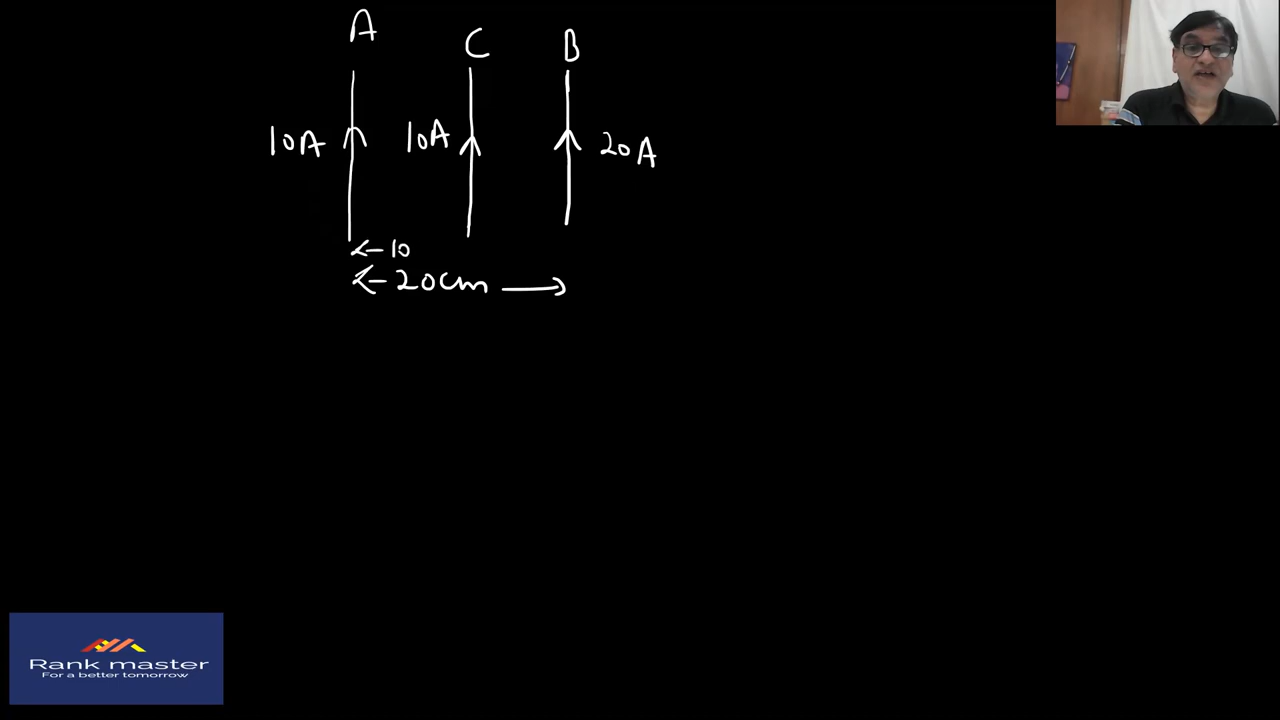 A C B
10A 10A 20A
←10
←20cm→
Rank master
For a better tomorrow